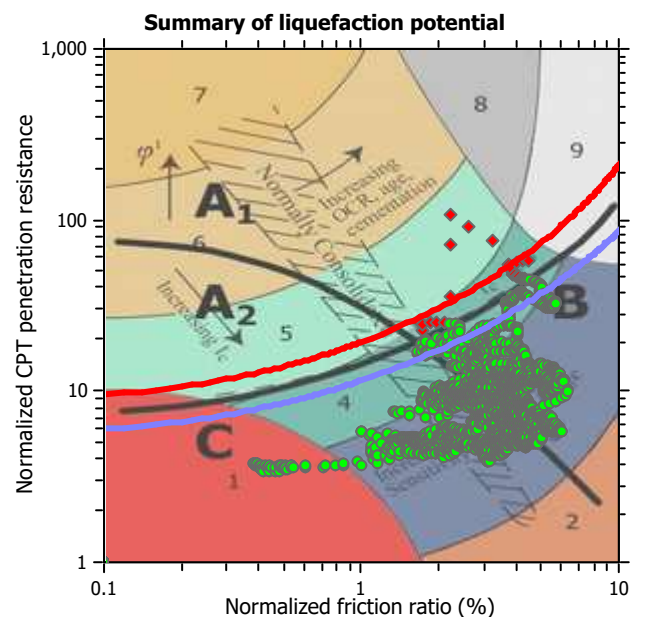 Summary of liquefaction potential
Normalized CPT penetration resistance
1,000
100
10
1
0.1
1
10
Normalized friction ratio (%)
7
8
9
φ'
A1
Normally Consolid
Increasing
OCR, age,
cementation
6
A2
Increasing Ic
5
B
4
C
1
2